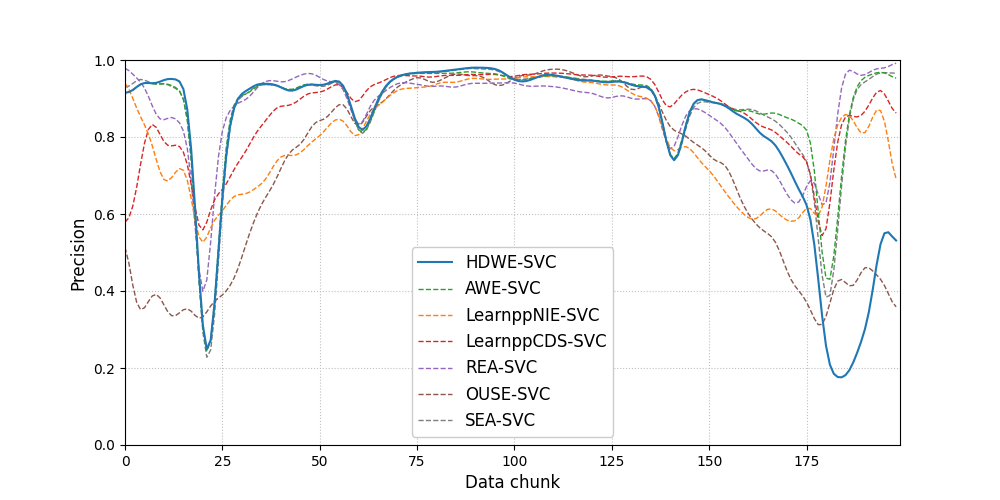 1.0
0.8
0.6
0.4
0.2
0.0
Precision
HDWE-SVC
AWE-SVC
LearnppNIE-SVC
LearnppCDS-SVC
REA-SVC
OUSE-SVC
SEA-SVC
0 25 50 75 100 125 150 175
Data chunk